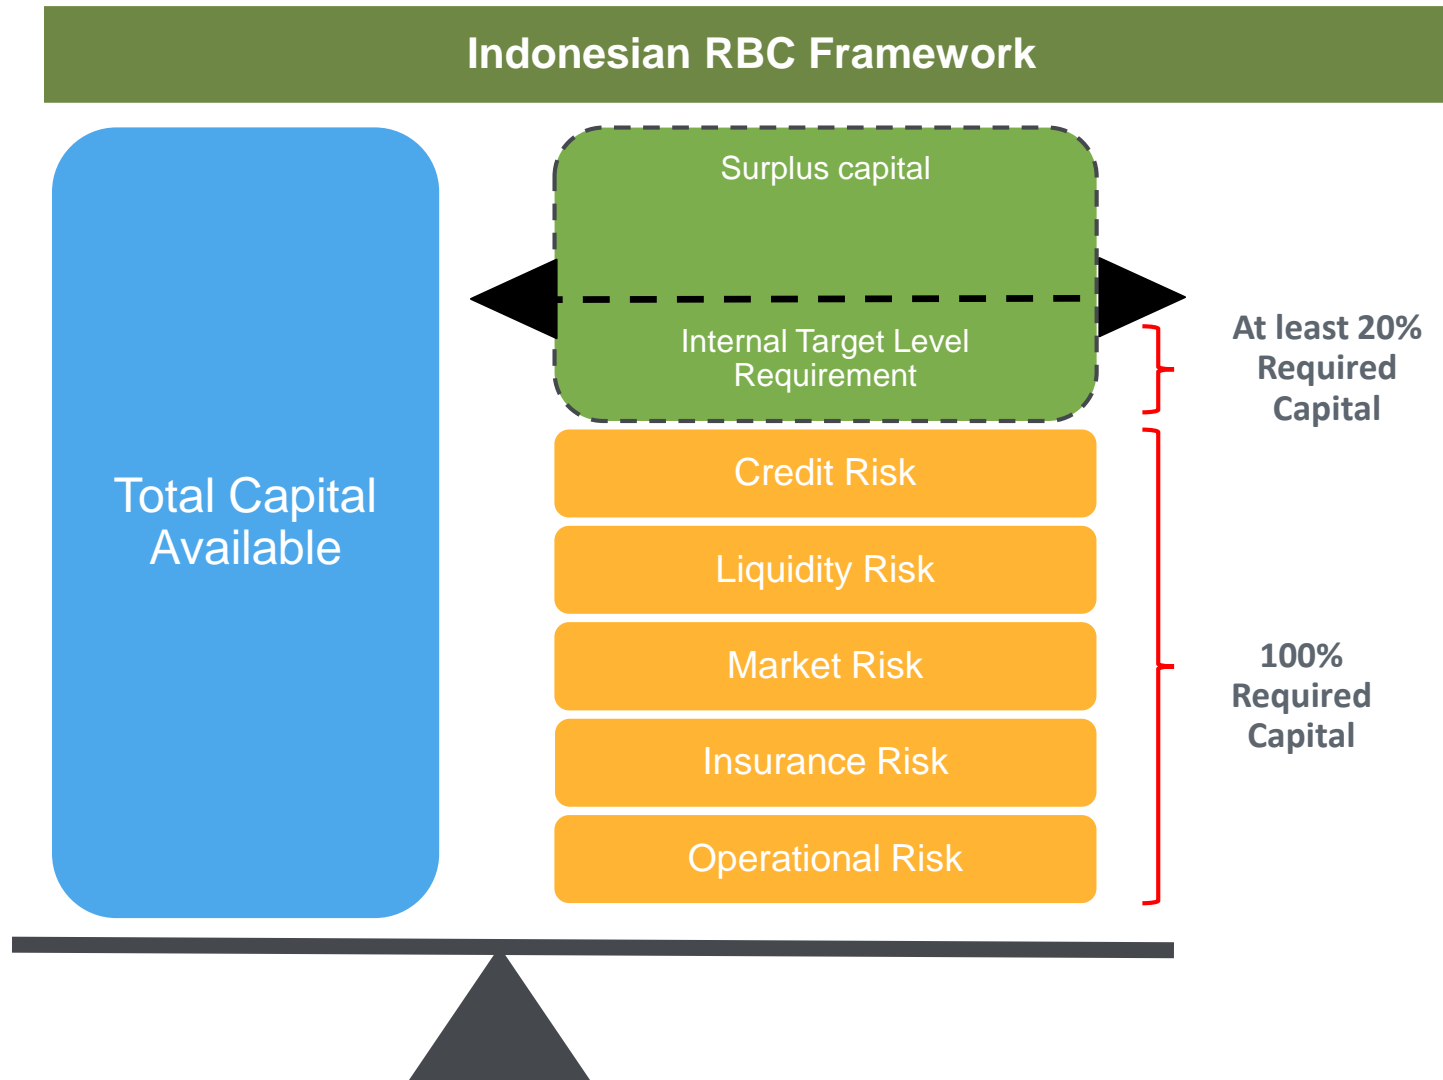 Indonesian RBC Framework
Total Capital
Available
Surplus capital
Internal Target Level
Requirement
At least 20%
Required
Capital
Credit Risk
Liquidity Risk
Market Risk
Insurance Risk
Operational Risk
100%
Required
Capital